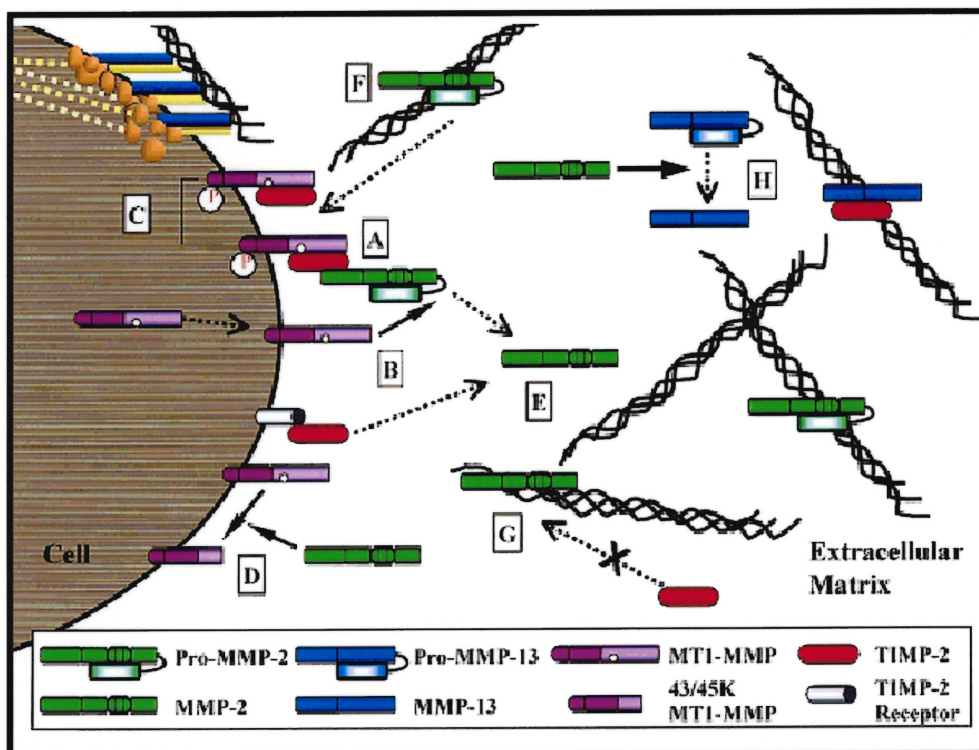 F
H
C
P
A
P
B
E
G
Cell
D
Extracellular
Matrix
Pro-MMP-2
Pro-MMP-13
MT1-MMP
TIMP-2
MMP-2
MMP-13
43/45K
MT1-MMP
TIMP-2
Receptor